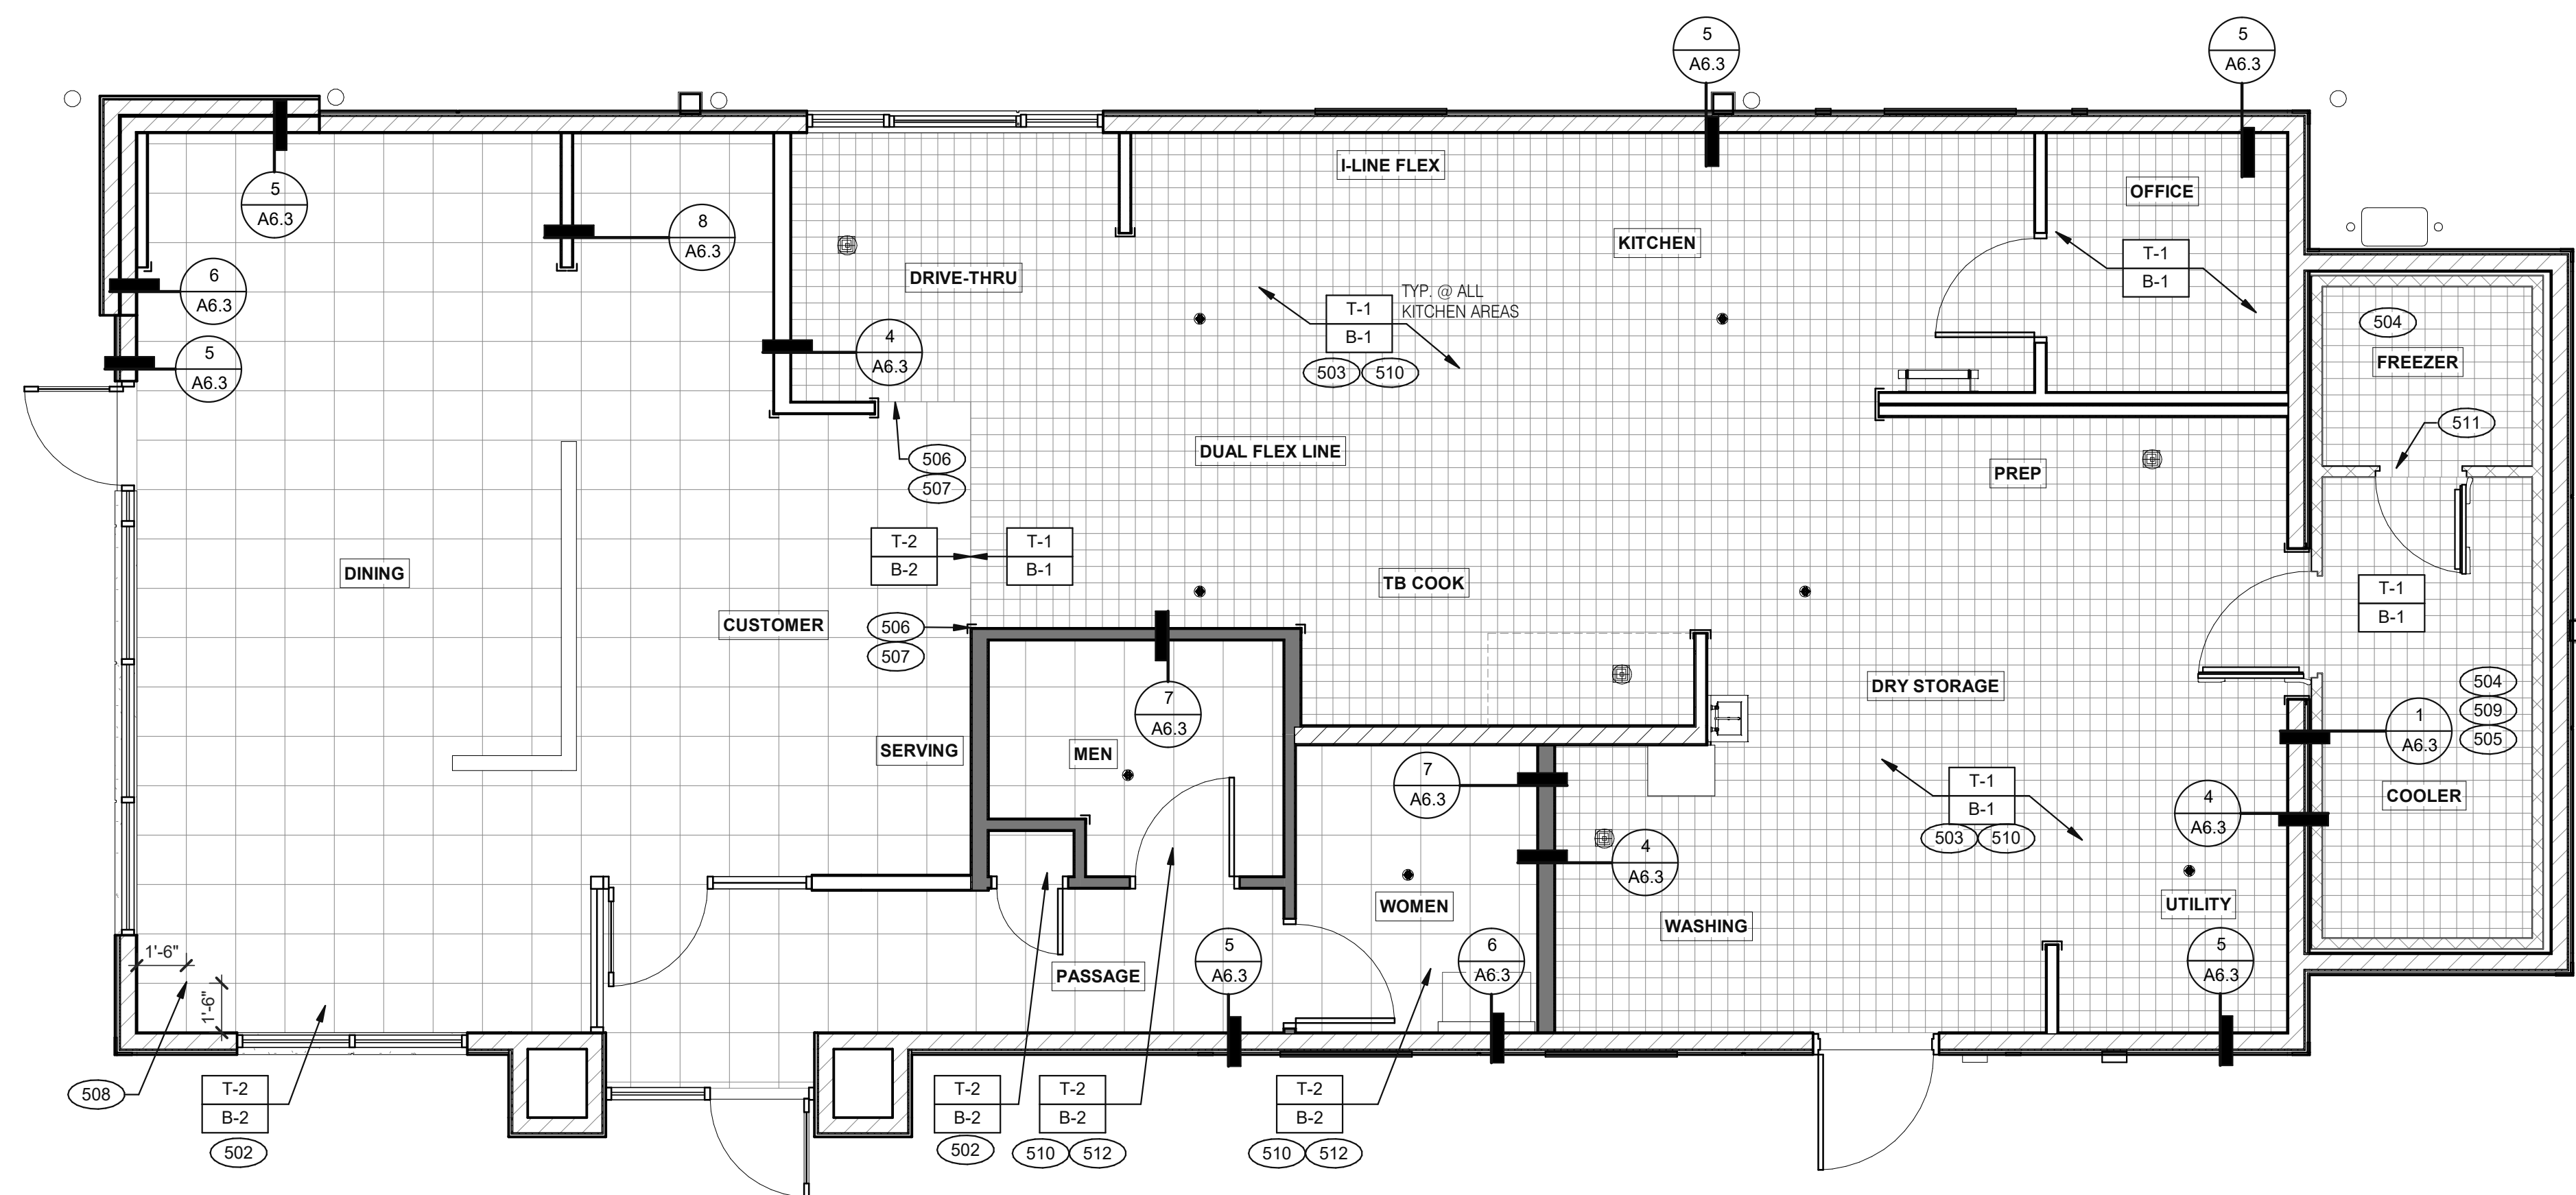 5
A6.3
5
A6.3
I-LINE FLEX
5
A6.3
OFFICE
8
A6.3
KITCHEN
T-1
B-1
6
A6.3
DRIVE-THRU
TYP. @ ALL
KITCHEN AREAS
T-1
B-1
503
510
504
FREEZER
4
A6.3
5
A6.3
511
506
507
DUAL FLEX LINE
PREP
T-2
B-2
T-1
B-1
DINING
TB COOK
T-1
B-1
CUSTOMER
506
507
DRY STORAGE
504
509
505
7
A6.3
1
A6.3
SERVING
MEN
7
A6.3
T-1
B-1
503
510
4
A6.3
COOLER
4
A6.3
WOMEN
WASHING
UTILITY
1'-6"
1'-6"
PASSAGE
5
A6.3
6
A6.3
5
A6.3
508
T-2
B-2
502
T-2
B-2
502
T-2
B-2
510
512
T-2
B-2
510
512